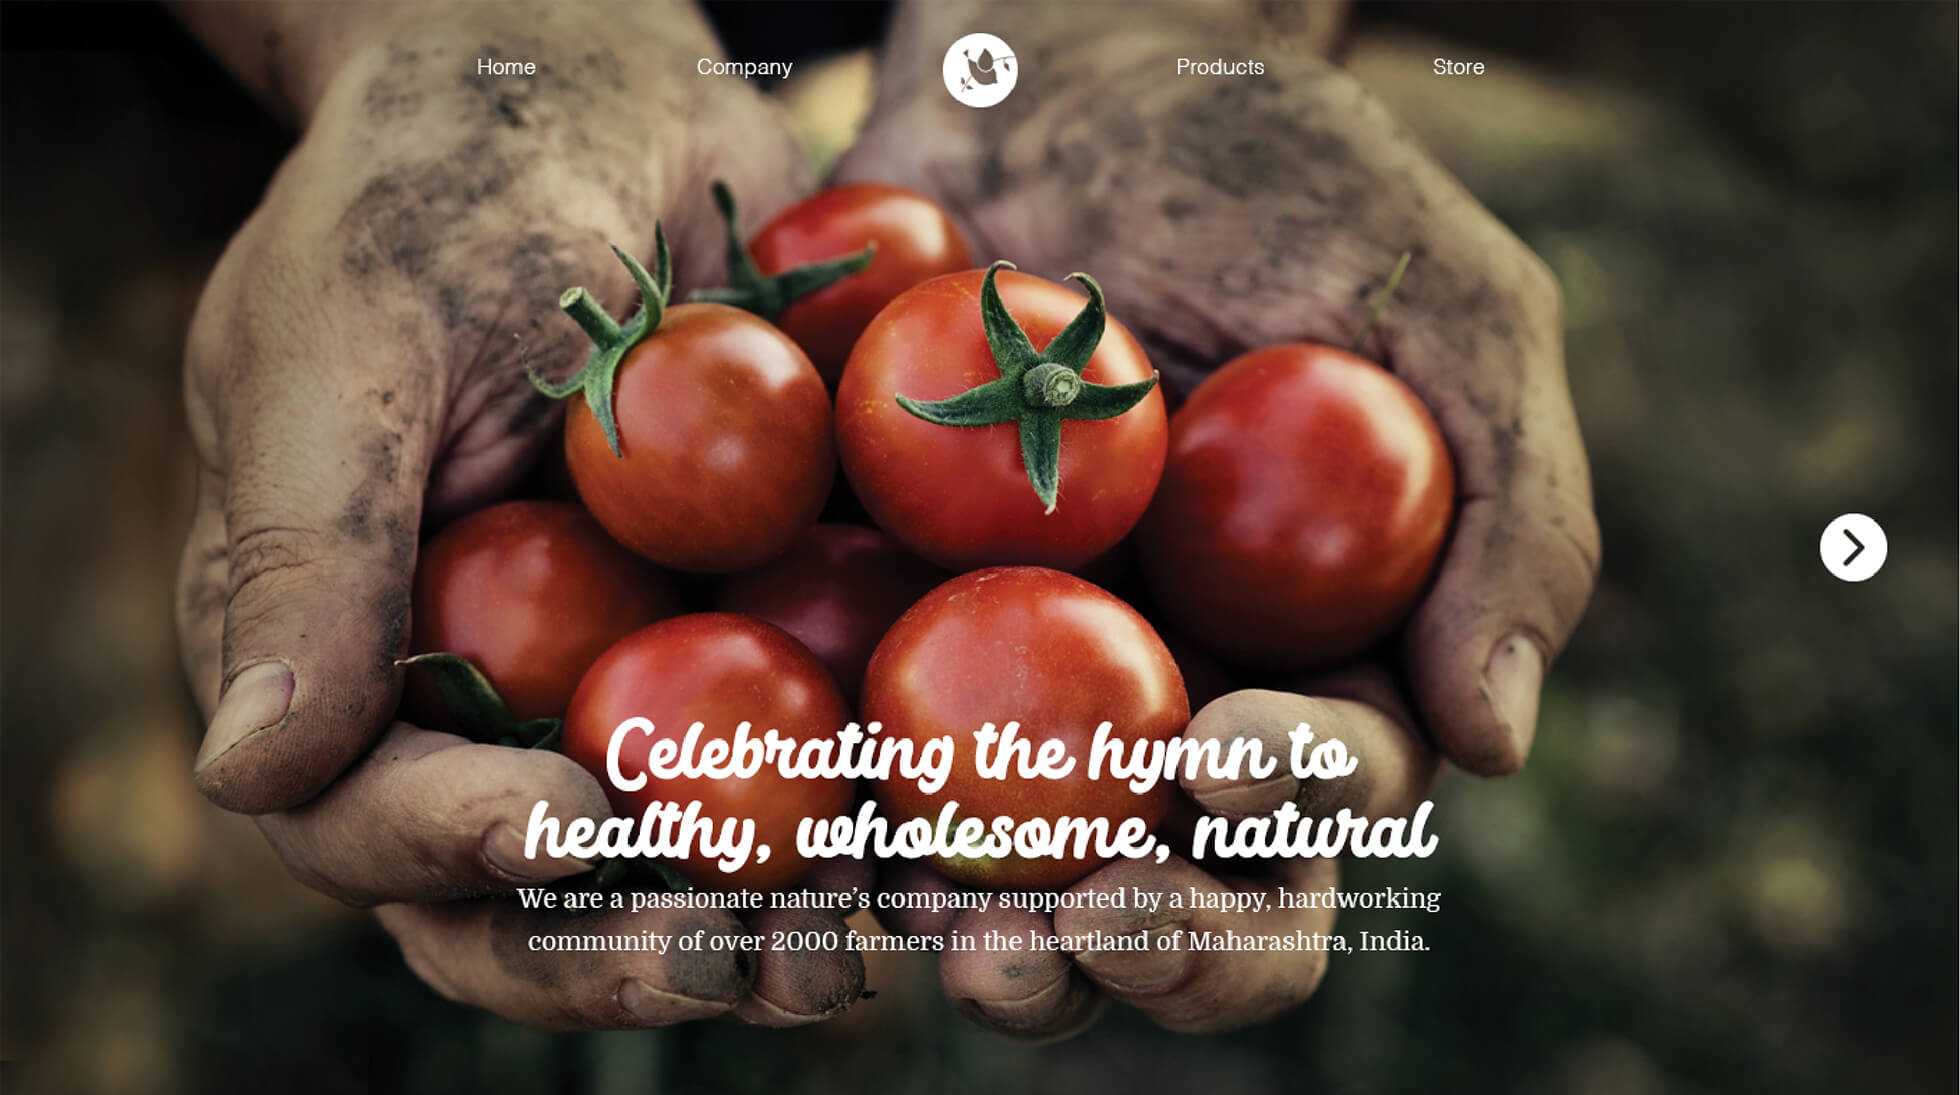 Home
Company
Products
Store
Celebrating the hymn to
healthy, wholesome, natural
We are a passionate nature’s company supported by a happy, hardworking
community of over 2000 farmers in the heartland of Maharashtra, India.